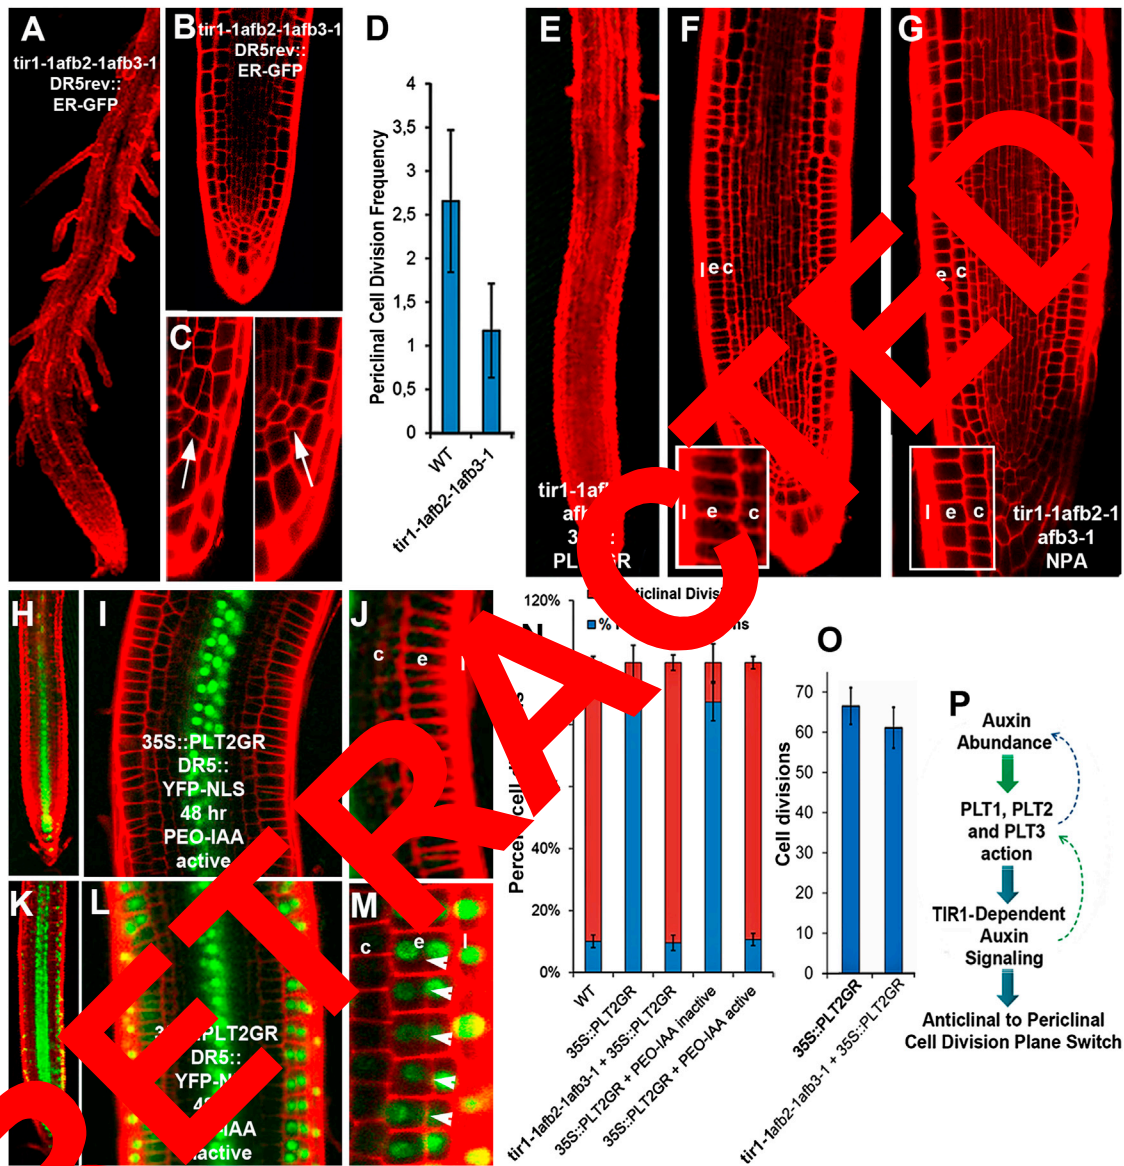 A
tir1-1afb2-1afb3-1
DR5rev::
ER-GFP
B
tir1-1afb2-1afb3-1
DR5rev::
ER-GFP
C
D
Periclinal Cell Division Frequency
4
3,5
3
2,5
2
1,5
1
0,5
0
WT
tir1-1afb2-1afb3-1
E
F
l e c
l e c
G
e c
l e c
tir1-1afb2-1
afb3-1
NPA
H
I
35S::PLT2GR
DR5::
YFP-NLS
48 hr
PEO-IAA
active
J
c e
K
L
DR5::
M
c e l
120%
40%
20%
0%
WT
35S::PLT2GR
tir1-1afb2-1afb3-1 + 35S::PLT2GR
35S::PLT2GR + PEO-IAA inactive
35S::PLT2GR + PEO-IAA active
O
Cell divisions
70
60
50
40
30
20
10
0
35S::PLT2GR
tir1-1afb2-1afb3-1 + 35S::PLT2GR
P
Auxin
Abundance
PLT1, PLT2
and PLT3
action
TIR1-Dependent
Auxin
Signaling
Anticlinal to Periclinal
Cell Division Plane Switch
RETRACTED